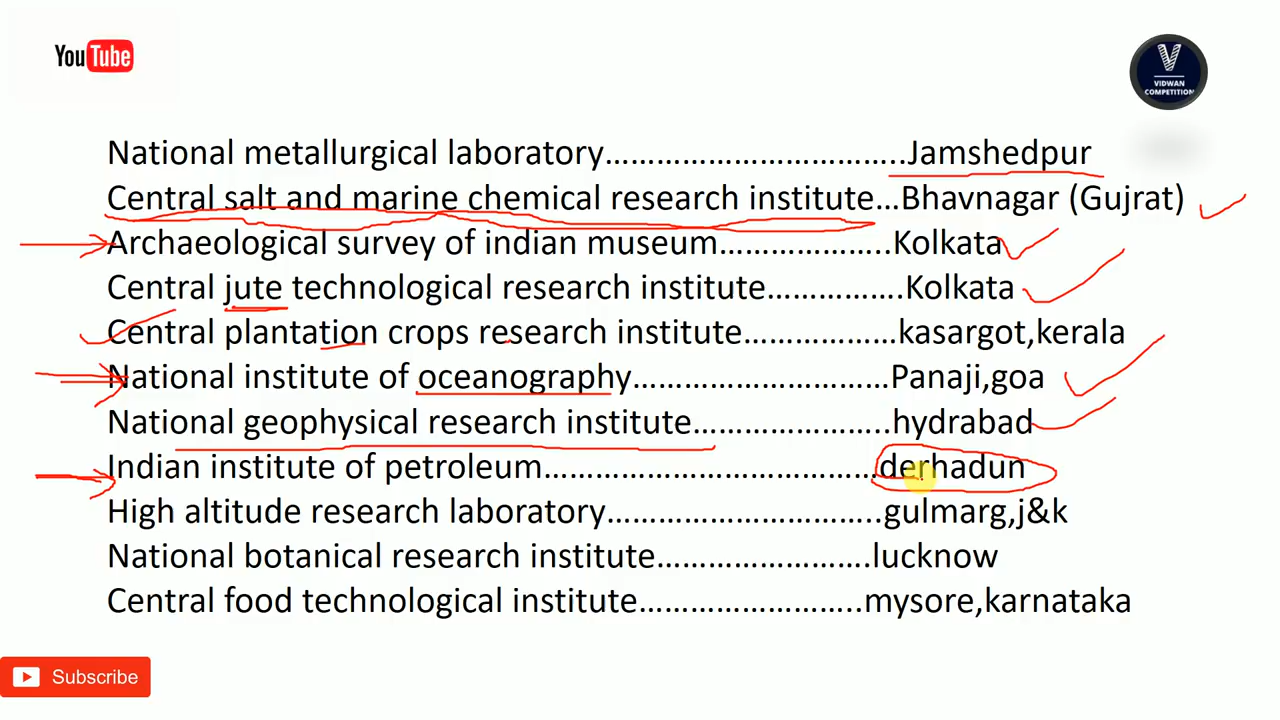 YouTube
VIDWAN
COMPETITION
National metallurgical laboratory……………………………..Jamshedpur
Central salt and marine chemical research institute…Bhavnagar (Gujrat)
Archaeological survey of indian museum………………..Kolkata
Central jute technological research institute…………….Kolkata
Central plantation crops research institute………………kasargot,kerala
National institute of oceanography…………………………Panaji,goa
National geophysical research institute…………………..hydrabad
Indian institute of petroleum…………………………………derhadun
High altitude research laboratory…………………………..gulmarg,j&k
National botanical research institute…………………….lucknow
Central food technological institute……………………..mysore,karnataka
Subscribe